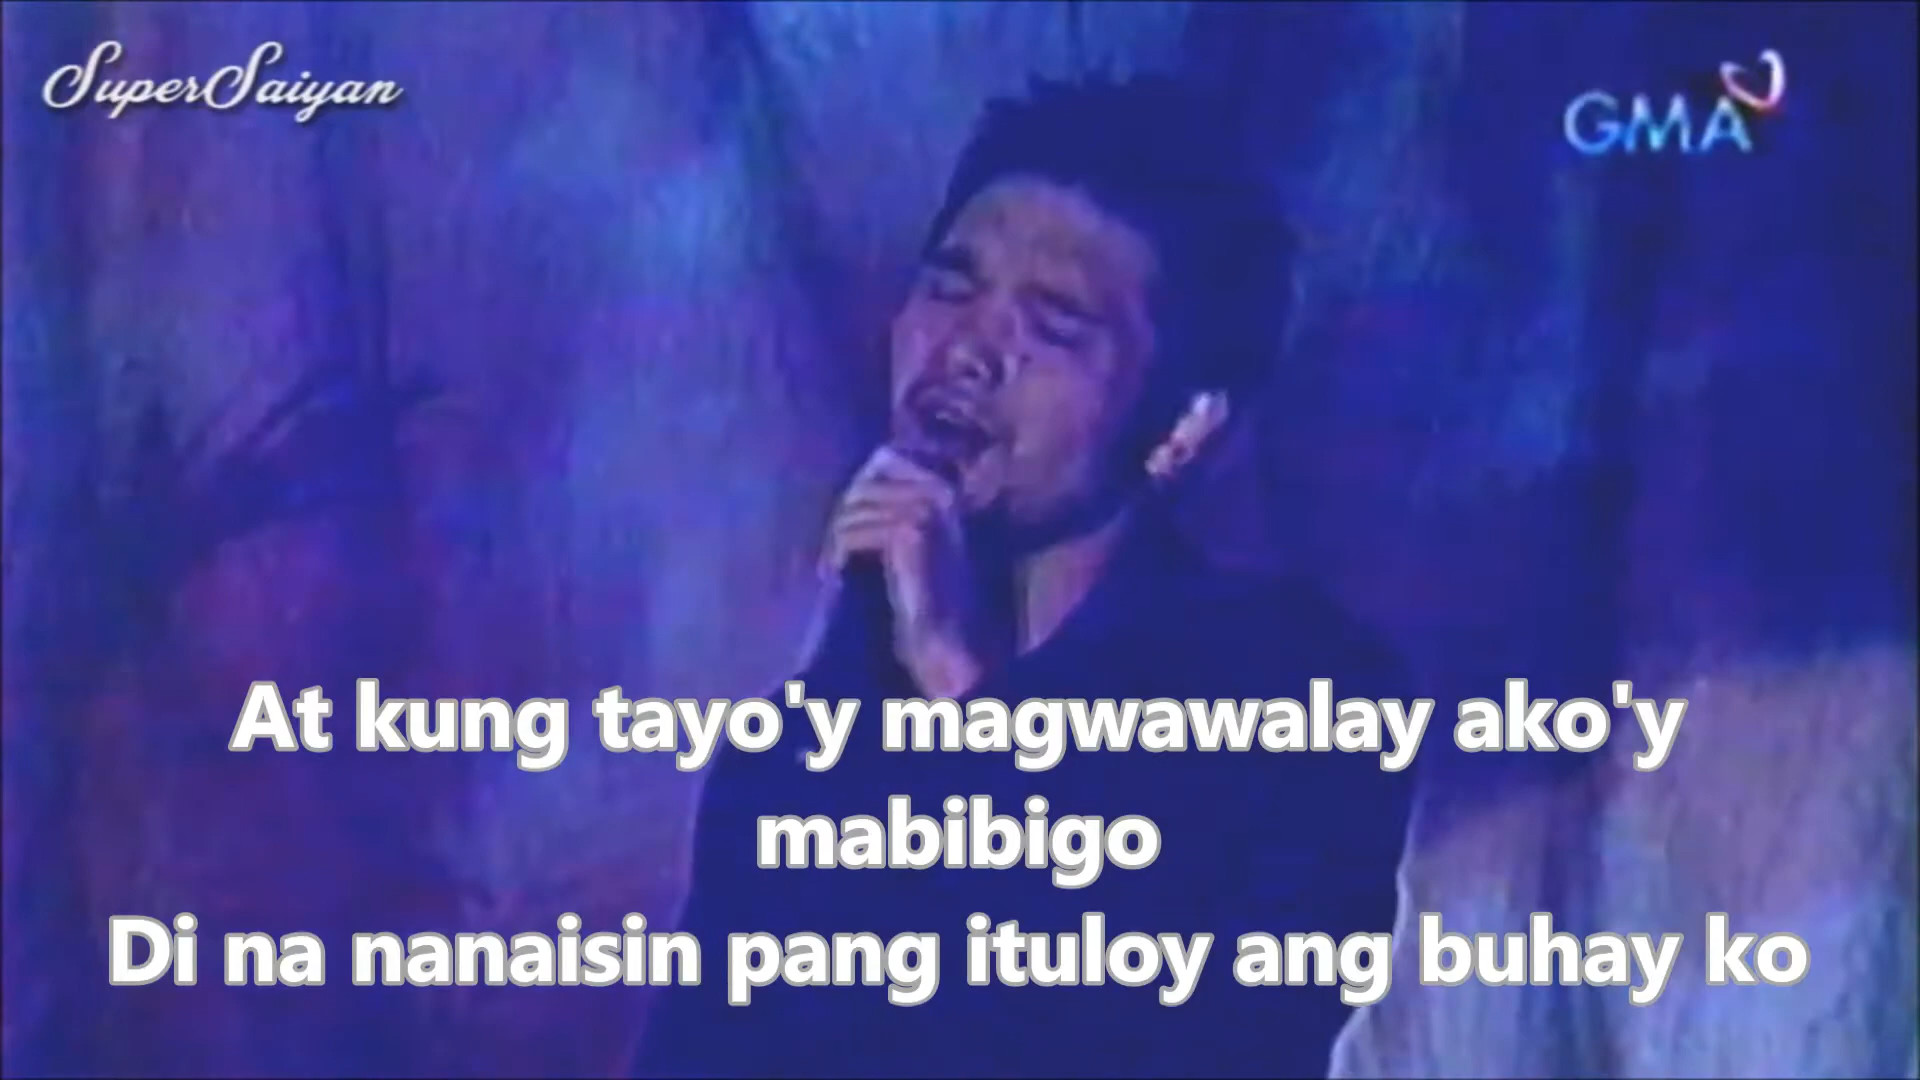 SuperSaiyan
GMA
At kung tayo'y magwawalay ako'y
mabibigo
Di na nanaisin pang ituloy ang buhay ko